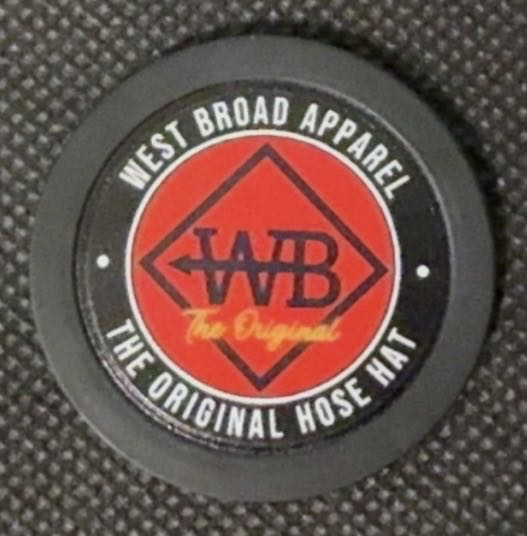 WEST BROAD APPAREL
WB
The Original
THE ORIGINAL HOSE HAT